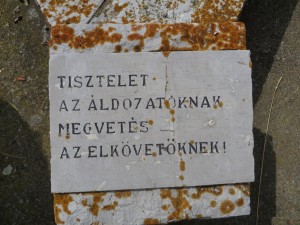 TISZTELET
AZ ÁLDOZATOKNAK
MEGVETÉS —
AZ ELKÖVETŐKNEK!